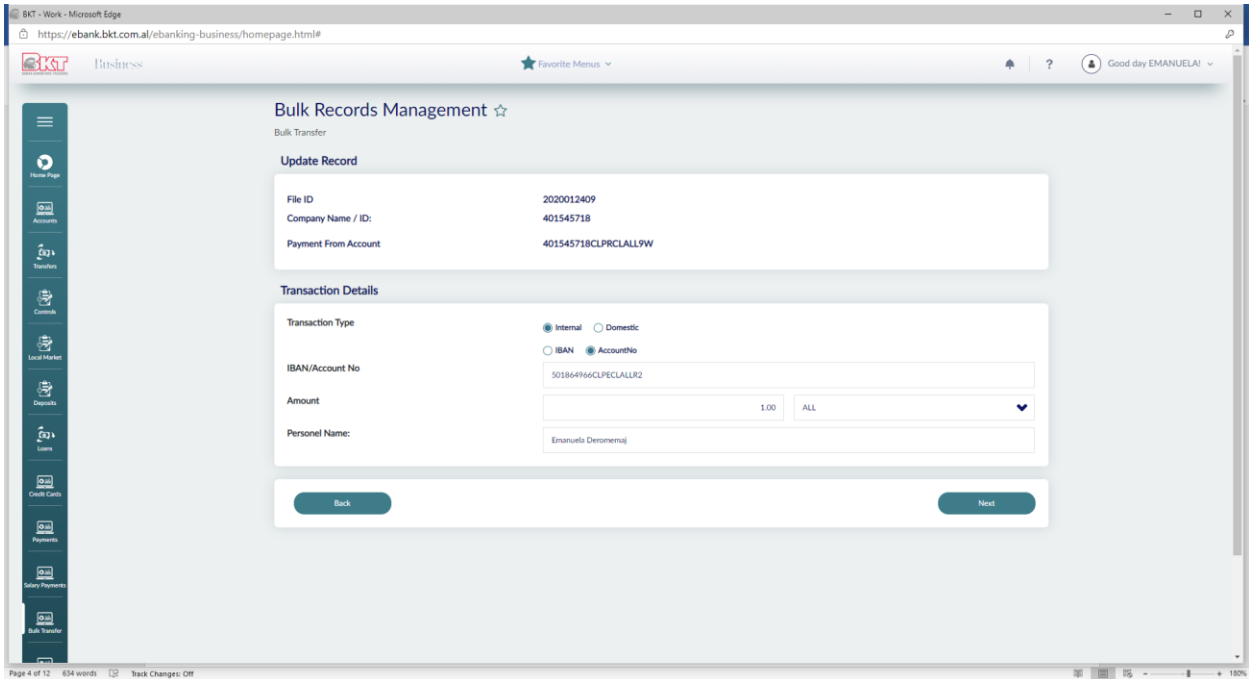 BKT - Work - Microsoft Edge
https://ebank.bkt.com.al/ebanking-business/homepage.html#
BKT Business Favorite Menus ? Good day EMANUELA!
Bulk Records Management
Bulk Transfer
Update Record
File ID 2020012409
Company Name / ID: 401545718
Payment From Account 401545718CLPRCLALL9W
Transaction Details
Transaction Type Internal Domestic
IBAN AccountNo
IBAN/Account No 501864966CLPECLALLR2
Amount 1.00 ALL
Personel Name: Emanuela Deromemaj
Back Next
Home Page
Accounts
Transfers
Controls
Local Market
Deposits
Loans
Credit Cards
Payments
Salary Payments
Bulk Transfer
Page 4 of 12 634 words Track Changes: Off 180%